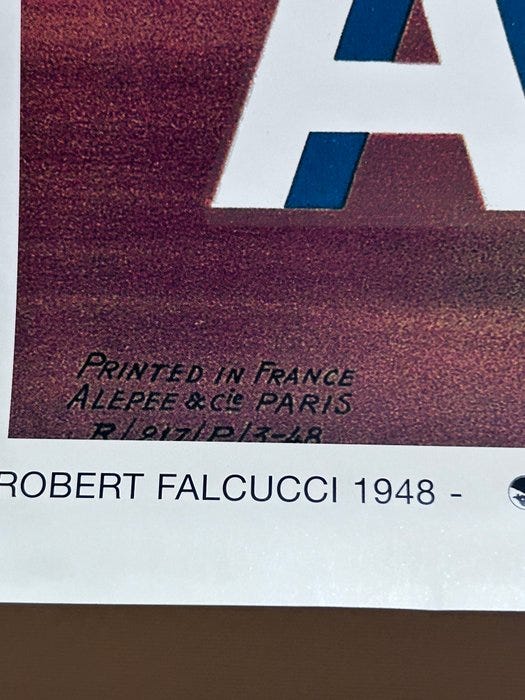 A
PRINTED IN FRANCE
ALEPEE & Cie PARIS
R/917/P/3-48
ROBERT FALCUCCI 1948 -